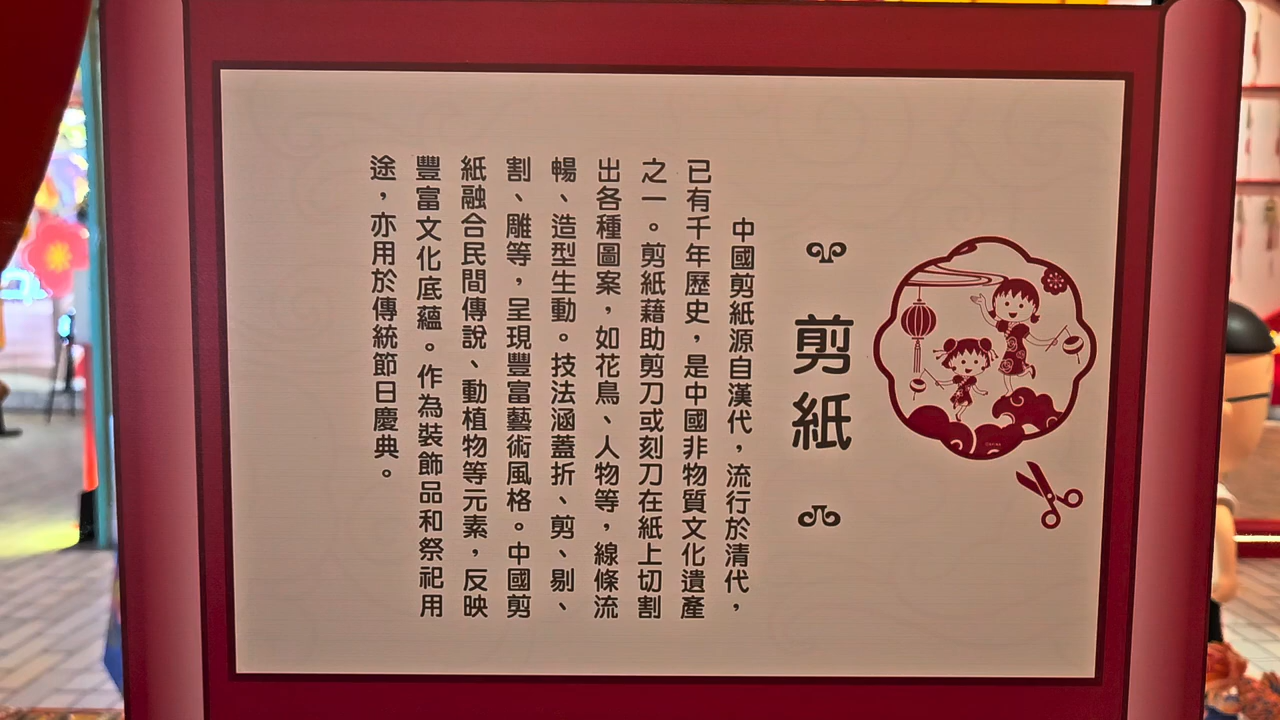 剪紙
中國剪紙源自漢代，流行於清代，
已有千年歷史，是中國非物質文化遺產
之一。剪紙藉助剪刀或刻刀在紙上切割
出各種圖案，如花鳥、人物等，線條流
暢、造型生動。技法涵蓋折、剪、剔、
割、雕等，呈現豐富藝術風格。中國剪
紙融合民間傳說、動植物等元素，反映
豐富文化底蘊。作為裝飾品和祭祀用
途，亦用於傳統節日慶典。